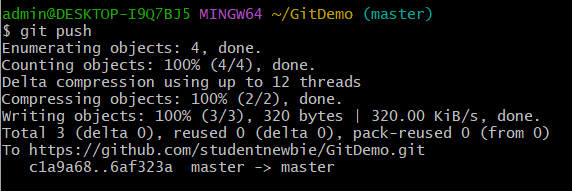 admin@DESKTOP-I9Q7BJ5 MINGW64 ~/GitDemo (master)
$ git push
Enumerating objects: 4, done.
Counting objects: 100% (4/4), done.
Delta compression using up to 12 threads
Compressing objects: 100% (2/2), done.
Writing objects: 100% (3/3), 320 bytes | 320.00 KiB/s, done.
Total 3 (delta 0), reused 0 (delta 0), pack-reused 0 (from 0)
To https://github.com/studentnewbie/GitDemo.git
   c1a9a68..6af323a  master -> master